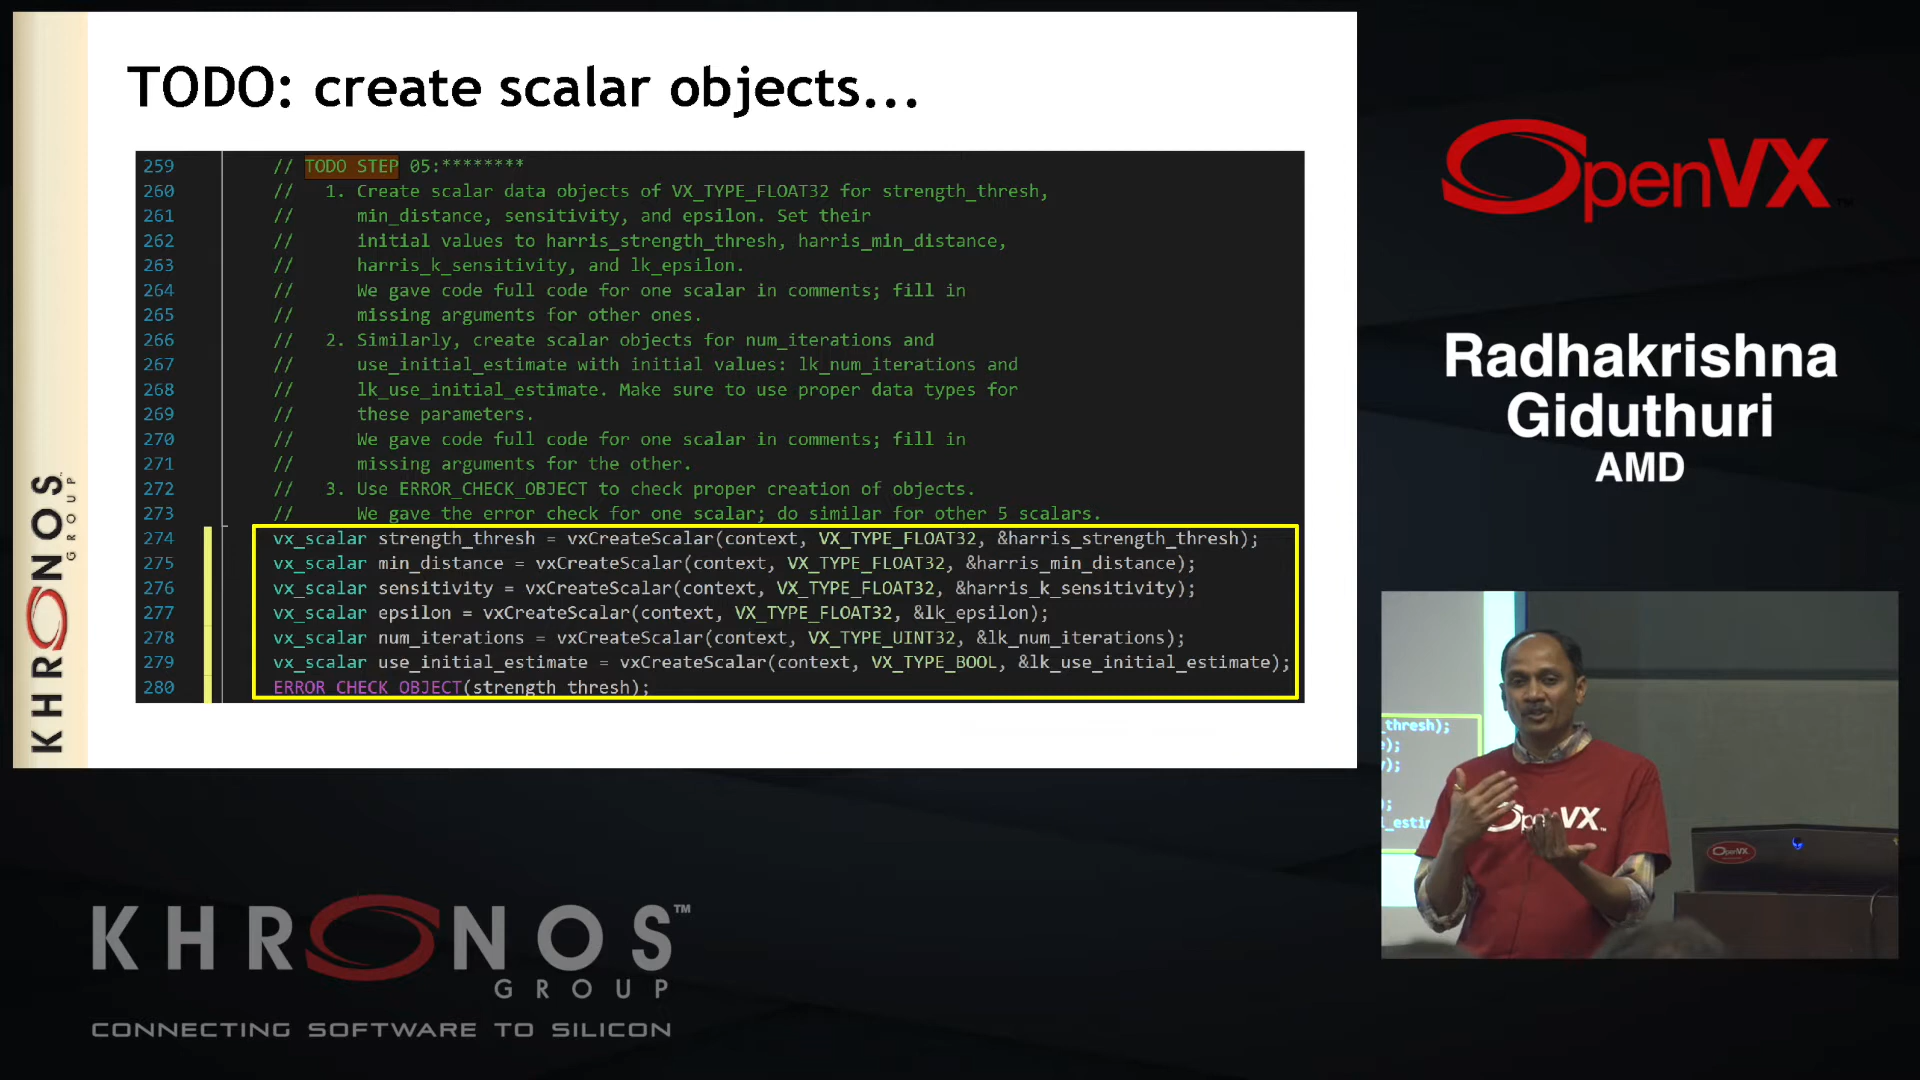 TODO: create scalar objects...
259 // TODO STEP 05:********
260 // 1. Create scalar data objects of VX_TYPE_FLOAT32 for strength_thresh,
261 // min_distance, sensitivity, and epsilon. Set their
262 // initial values to harris_strength_thresh, harris_min_distance,
263 // harris_k_sensitivity, and lk_epsilon.
264 // We gave code full code for one scalar in comments; fill in
265 // missing arguments for other ones.
266 // 2. Similarly, create scalar objects for num_iterations and
267 // use_initial_estimate with initial values: lk_num_iterations and
268 // lk_use_initial_estimate. Make sure to use proper data types for
269 // these parameters.
270 // We gave code full code for one scalar in comments; fill in
271 // missing arguments for the other.
272 // 3. Use ERROR_CHECK_OBJECT to check proper creation of objects.
273 // We gave the error check for one scalar; do similar for other 5 scalars.
274 vx_scalar strength_thresh = vxCreateScalar(context, VX_TYPE_FLOAT32, &harris_strength_thresh);
275 vx_scalar min_distance = vxCreateScalar(context, VX_TYPE_FLOAT32, &harris_min_distance);
276 vx_scalar sensitivity = vxCreateScalar(context, VX_TYPE_FLOAT32, &harris_k_sensitivity);
277 vx_scalar epsilon = vxCreateScalar(context, VX_TYPE_FLOAT32, &lk_epsilon);
278 vx_scalar num_iterations = vxCreateScalar(context, VX_TYPE_UINT32, &lk_num_iterations);
279 vx_scalar use_initial_estimate = vxCreateScalar(context, VX_TYPE_BOOL, &lk_use_initial_estimate);
280 ERROR_CHECK_OBJECT(strength_thresh);
KHRONOS GROUP
OpenVX™
Radhakrishna
Giduthuri
AMD
_thresh);
e);
y);
);
l_esti
OpenVX™
OpenVX
KHRONOS™
GROUP
CONNECTING SOFTWARE TO SILICON